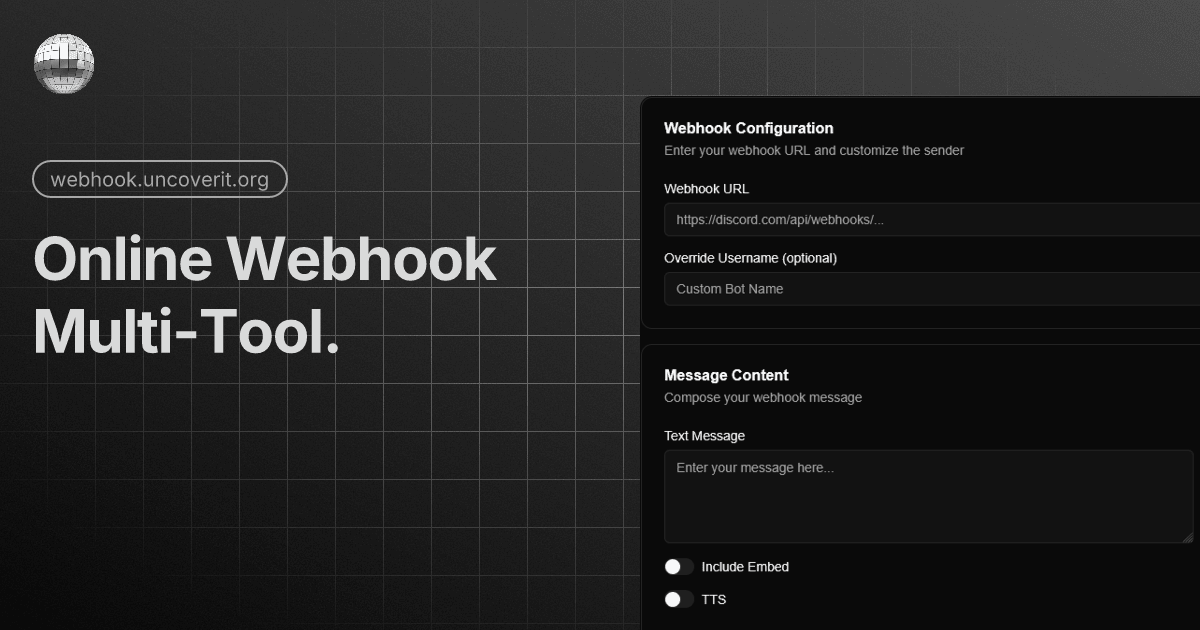 webhook.uncoverit.org
Online Webhook
Multi-Tool.
Webhook Configuration
Enter your webhook URL and customize the sender
Webhook URL
https://discord.com/api/webhooks/...
Override Username (optional)
Custom Bot Name
Message Content
Compose your webhook message
Text Message
Enter your message here...
Include Embed
TTS